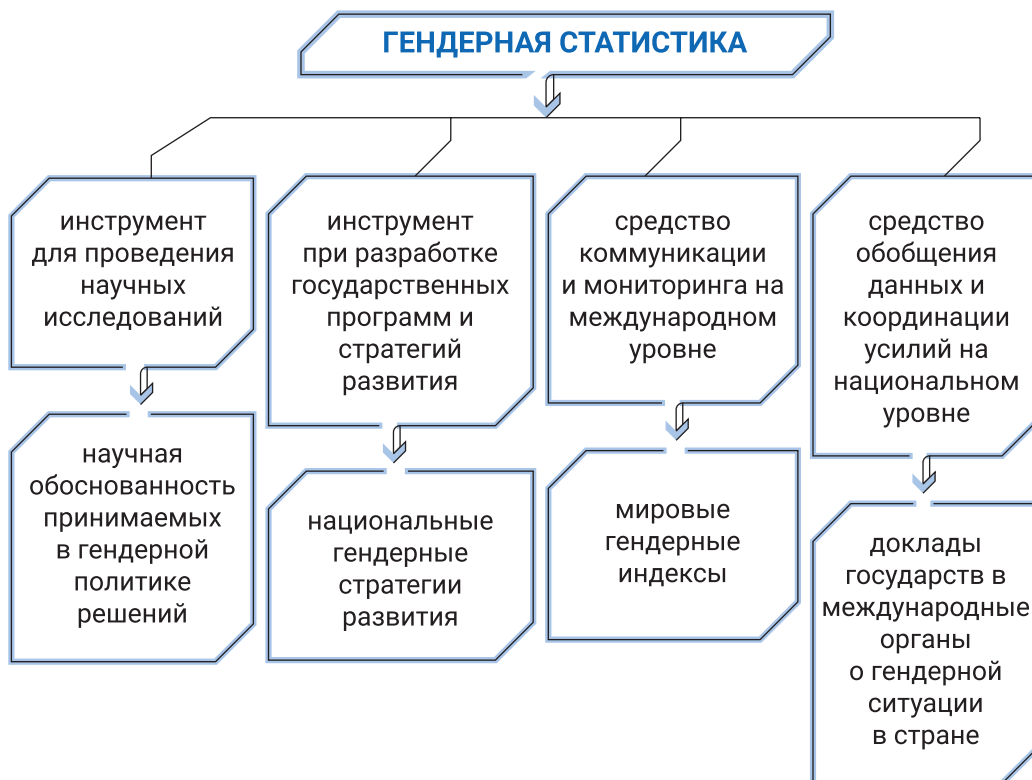 ГЕНДЕРНАЯ СТАТИСТИКА
инструмент
для проведения
научных
исследований
научная
обоснованность
принимаемых
в гендерной
политике
решений
инструмент
при разработке
государственных
программ и
стратегий
развития
национальные
гендерные
стратегии
развития
средство
коммуникации
и мониторинга на
международном
уровне
мировые
гендерные
индексы
средство
обобщения
данных и
координации
усилий на
национальном
уровне
доклады
государств в
международные
органы
о гендерной
ситуации
в стране